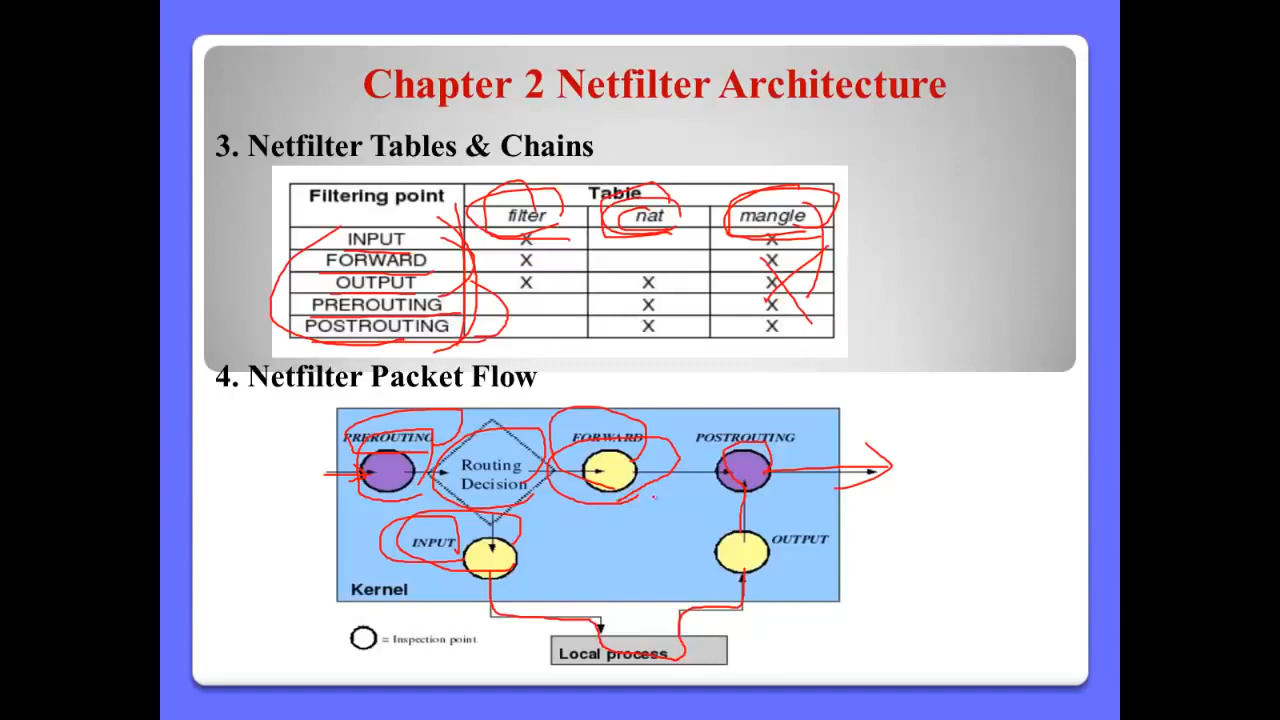 Chapter 2 Netfilter Architecture
3. Netfilter Tables & Chains
Filtering point Table
filter nat mangle
INPUT X X
FORWARD X X
OUTPUT X X X
PREROUTING X X
POSTROUTING X X
4. Netfilter Packet Flow
PREROUTING FORWARD POSTROUTING
Routing
Decision
INPUT OUTPUT
Kernel
= Inspection point
Local process